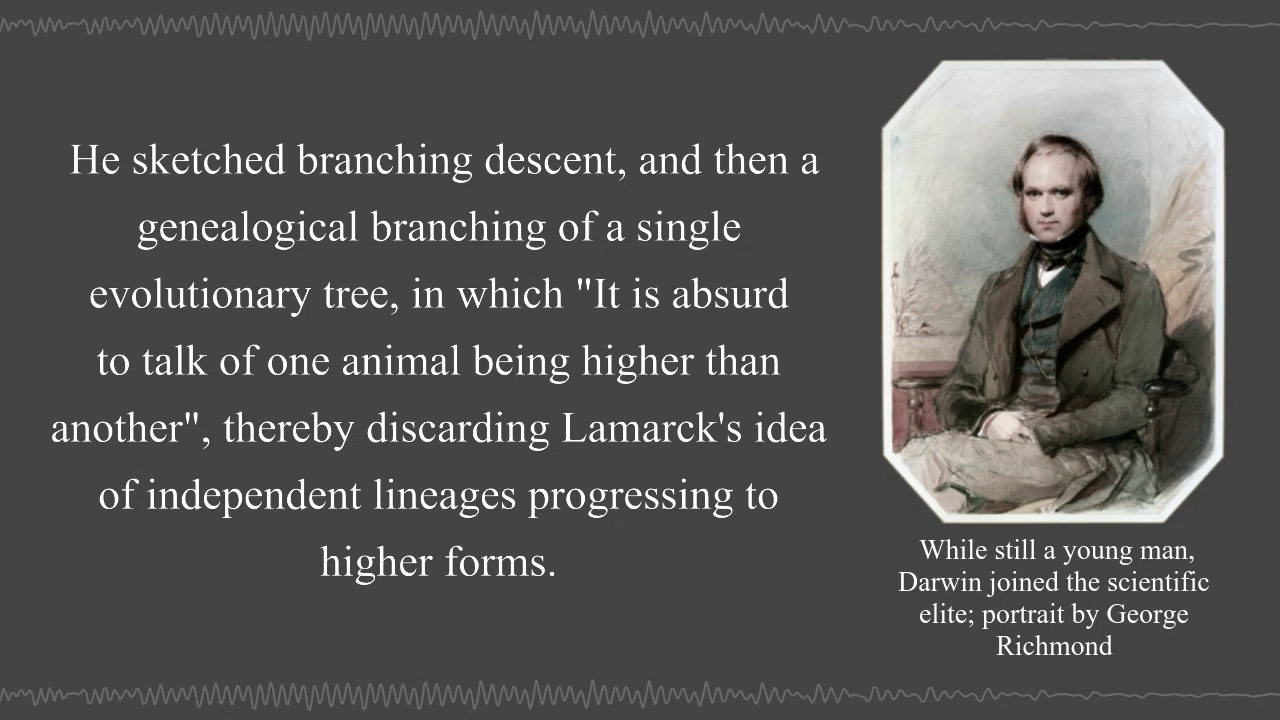 He sketched branching descent, and then a
genealogical branching of a single
evolutionary tree, in which "It is absurd
to talk of one animal being higher than
another", thereby discarding Lamarck's idea
of independent lineages progressing to
higher forms.
While still a young man,
Darwin joined the scientific
elite; portrait by George
Richmond